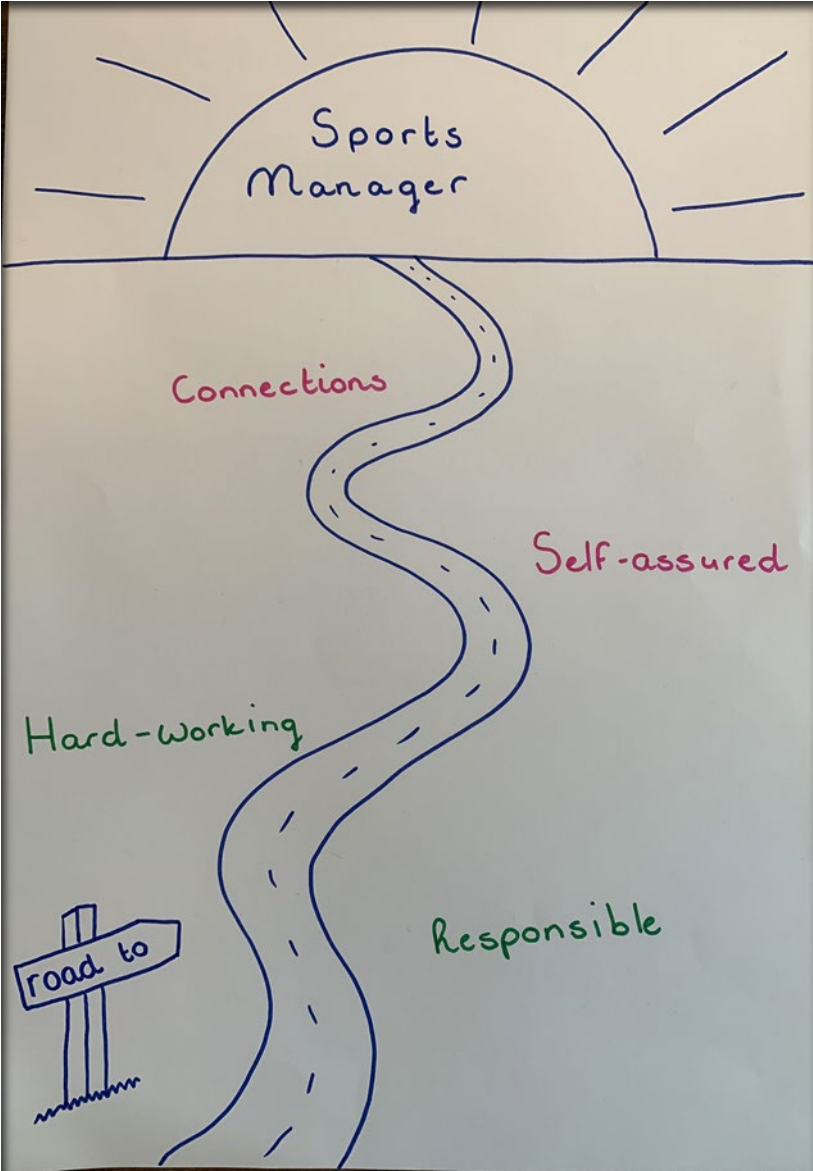 Sports
Manager
Connections
Self-assured
Hard-working
Responsible
road to